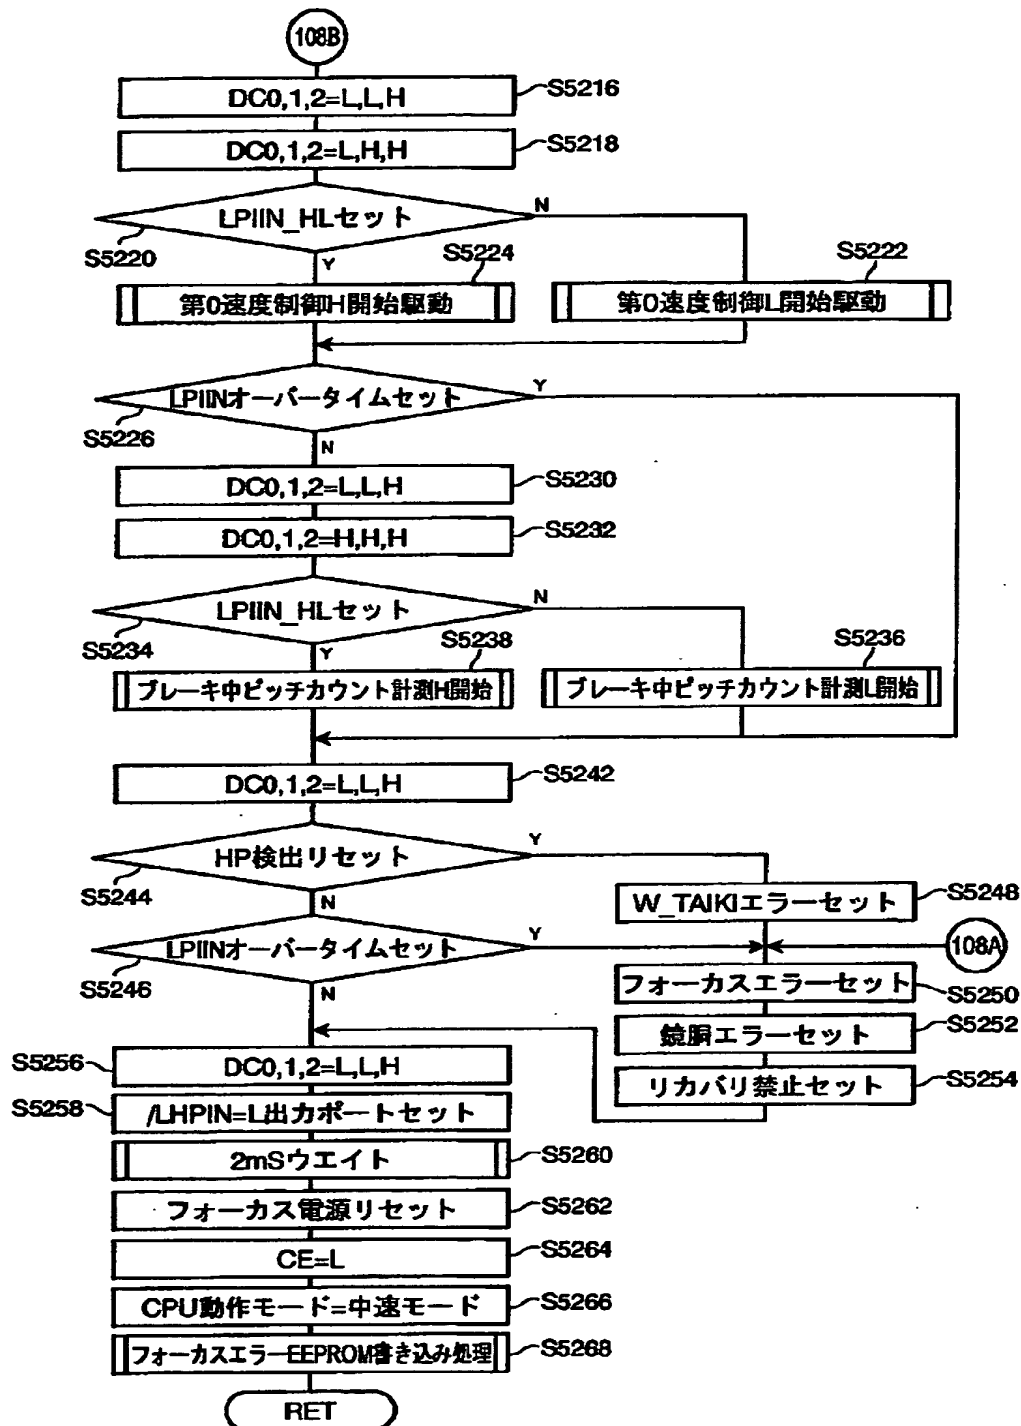 108B
DC0,1,2=L,L,H
S5216
DC0,1,2=L,H,H
S5218
LPIIN_HLセット
N
S5220
Y
S5224
S5222
第0速度制御H開始駆動
第0速度制御L開始駆動
LPIINオーバータイムセット
Y
S5226
N
DC0,1,2=L,L,H
S5230
DC0,1,2=H,H,H
S5232
LPIIN_HLセット
N
S5234
Y
S5238
S5236
ブレーキ中ピッチカウント計測H開始
ブレーキ中ピッチカウント計測L開始
DC0,1,2=L,L,H
S5242
HP検出リセット
Y
S5244
N
W_TAIKIエラーセット
S5248
LPIINオーバータイムセット
Y
108A
S5246
N
フォーカスエラーセット
S5250
鏡胴エラーセット
S5252
S5256
DC0,1,2=L,L,H
リカバリ禁止セット
S5254
S5258
/LHPIN=L出力ポートセット
2mSウエイト
S5260
フォーカス電源リセット
S5262
CE=L
S5264
CPU動作モード=中速モード
S5266
フォーカスエラーEEPROM書き込み処理
S5268
RET